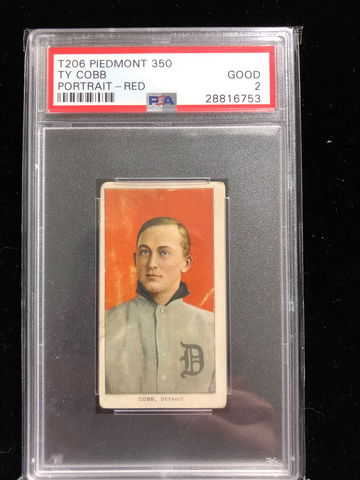 T206 PIEDMONT 350
TY COBB GOOD
PORTRAIT-RED 2
PSA 28816753
D
COBB, DETROIT